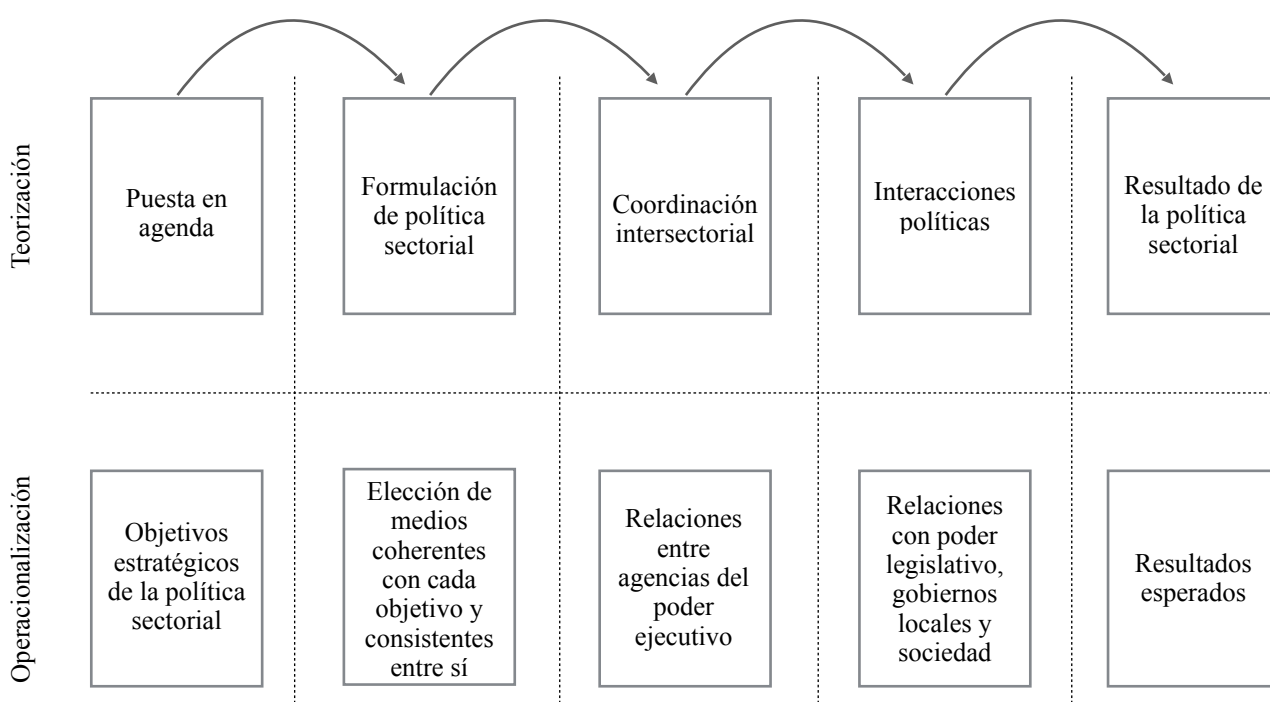 Teorización
Puesta en
agenda
Formulación
de política
sectorial
Coordinación
intersectorial
Interacciones
políticas
Resultado de
la política
sectorial
Operacionalización
Objetivos
estratégicos
de la política
sectorial
Elección de
medios
coherentes
con cada
objetivo y
consistentes
entre sí
Relaciones
entre
agencias del
poder
ejecutivo
Relaciones
con poder
legislativo,
gobiernos
locales y
sociedad
Resultados
esperados